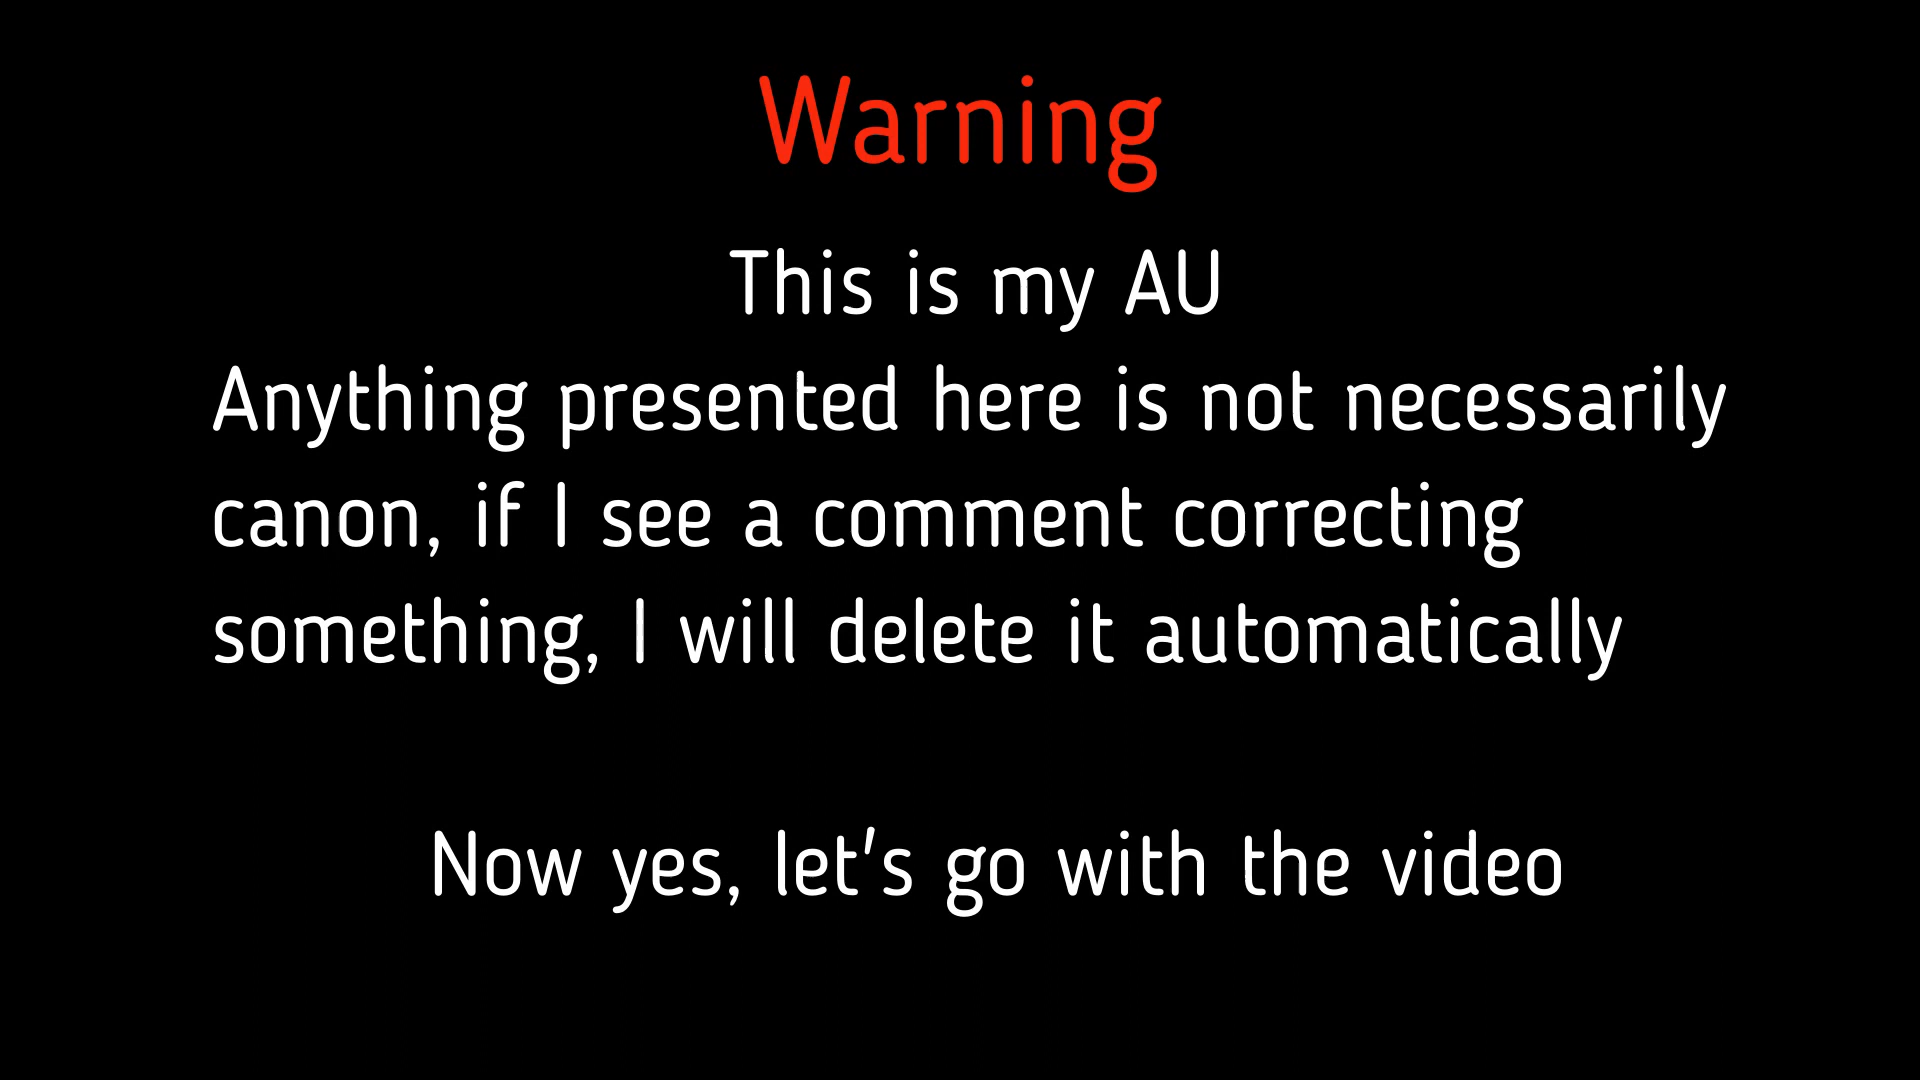 Warning
This is my AU
Anything presented here is not necessarily
canon, if I see a comment correcting
something, I will delete it automatically
Now yes, let's go with the video